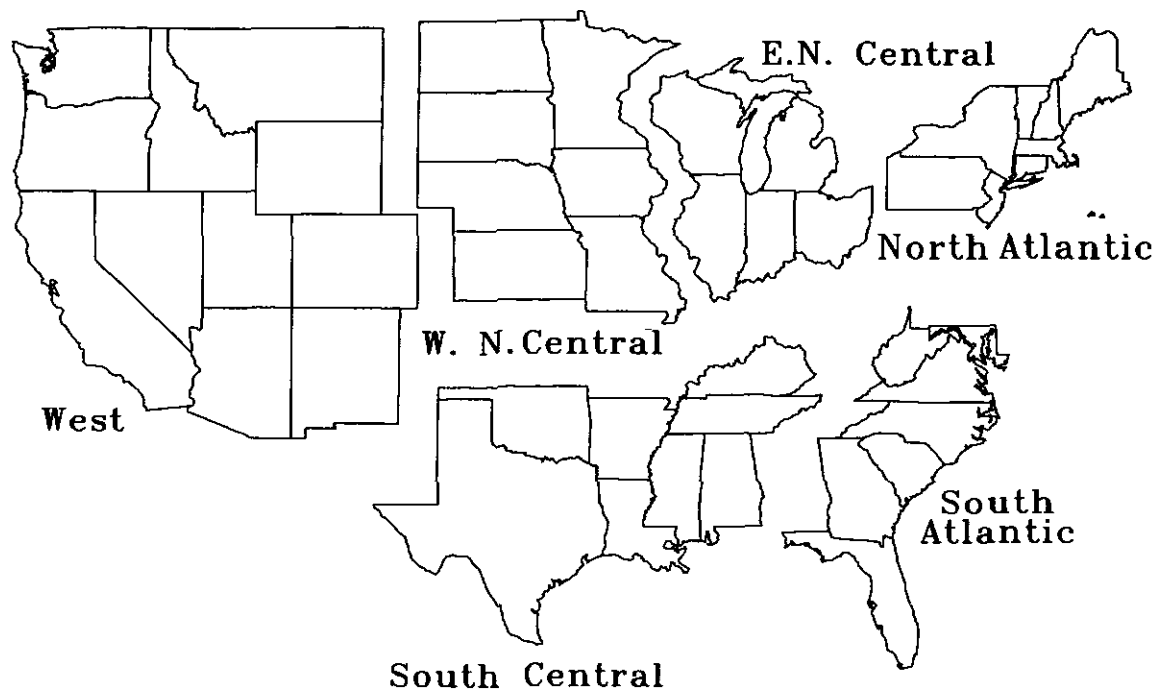 E.N. Central
North Atlantic
W. N. Central
West
South
Atlantic
South Central